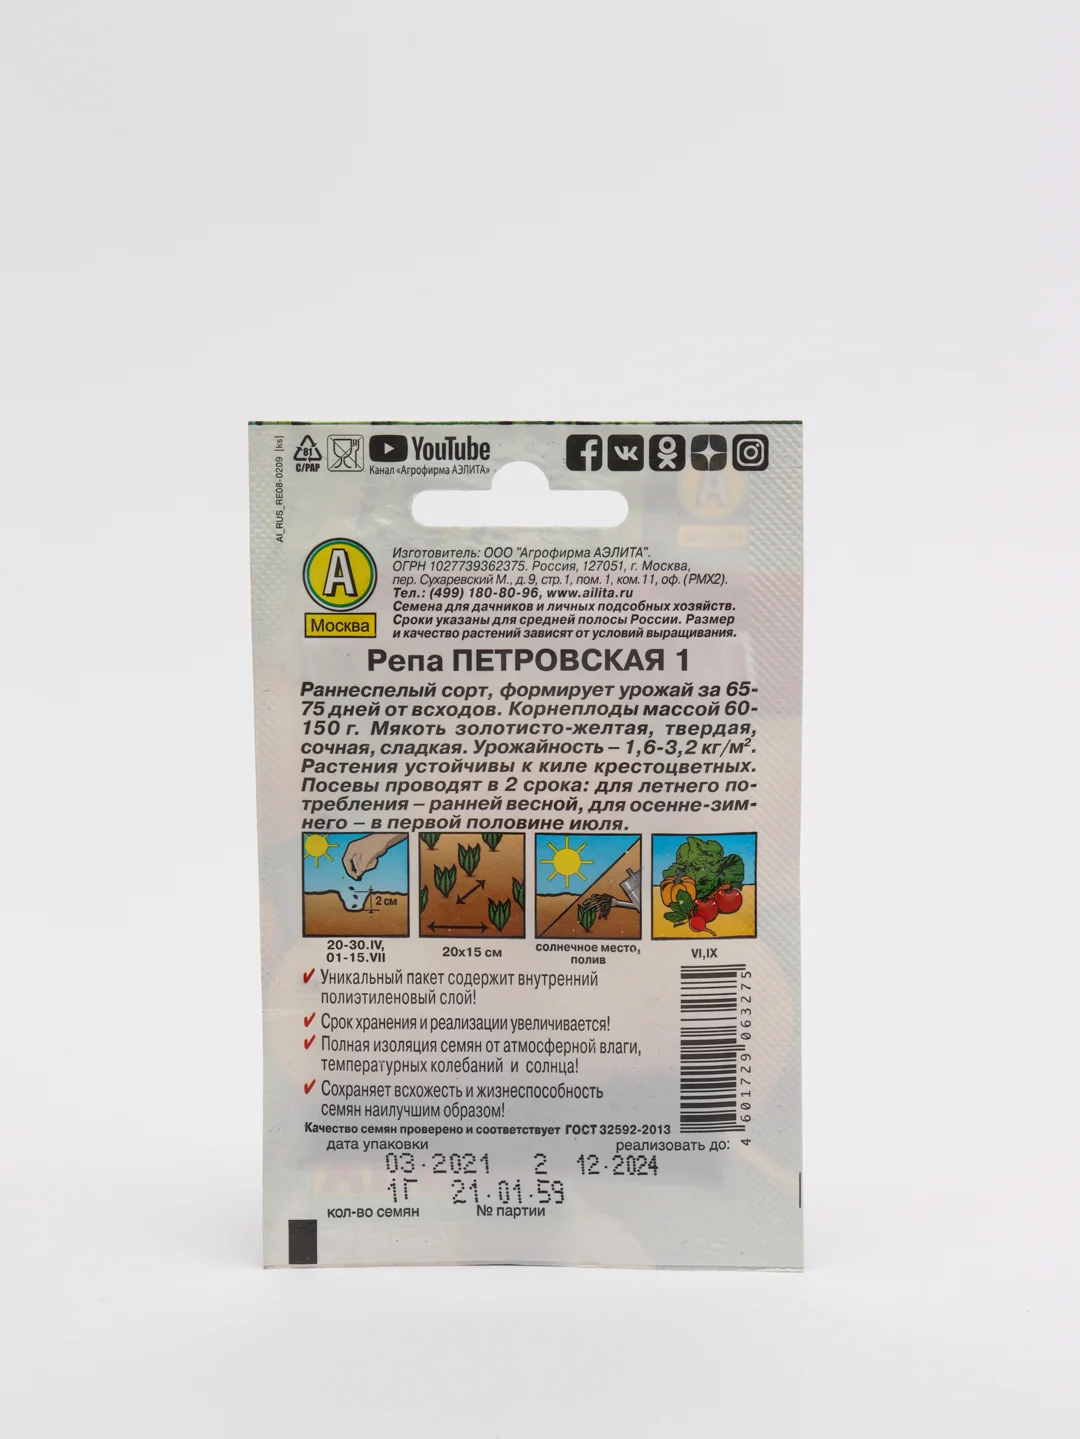 AI_RUS_RE08-0209 |ks|
81
C/PAP
YouTube
Канал «Агрофирма АЭЛИТА»
А
Москва
Изготовитель: ООО "Агрофирма АЭЛИТА".
ОГРН 1027739362375. Россия, 127051, г. Москва,
пер. Сухаревский М., д. 9, стр. 1, пом. 1, ком. 11, оф. (РМХ2).
Тел.: (499) 180-80-96, www.ailita.ru
Семена для дачников и личных подсобных хозяйств.
Сроки указаны для средней полосы России. Размер
и качество растений зависят от условий выращивания.
Репа ПЕТРОВСКАЯ 1
Раннеспелый сорт, формирует урожай за 65-
75 дней от всходов. Корнеплоды массой 60-
150 г. Мякоть золотисто-желтая, твердая,
сочная, сладкая. Урожайность – 1,6-3,2 кг/м².
Растения устойчивы к киле крестоцветных.
Посевы проводят в 2 срока: для летнего по-
требления – ранней весной, для осенне-зим-
него – в первой половине июля.
2 см
20-30.IV,
01-15.VII
20х15 см
солнечное место,
полив
VI,IX
Уникальный пакет содержит внутренний
полиэтиленовый слой!
Срок хранения и реализации увеличивается!
Полная изоляция семян от атмосферной влаги,
температурных колебаний и солнца!
Сохраняет всхожесть и жизнеспособность
семян наилучшим образом!
4 601729 063275
Качество семян проверено и соответствует ГОСТ 32592-2013
дата упаковки реализовать до:
03·2021 2 12·2024
1Г 21.01.59
кол-во семян № партии